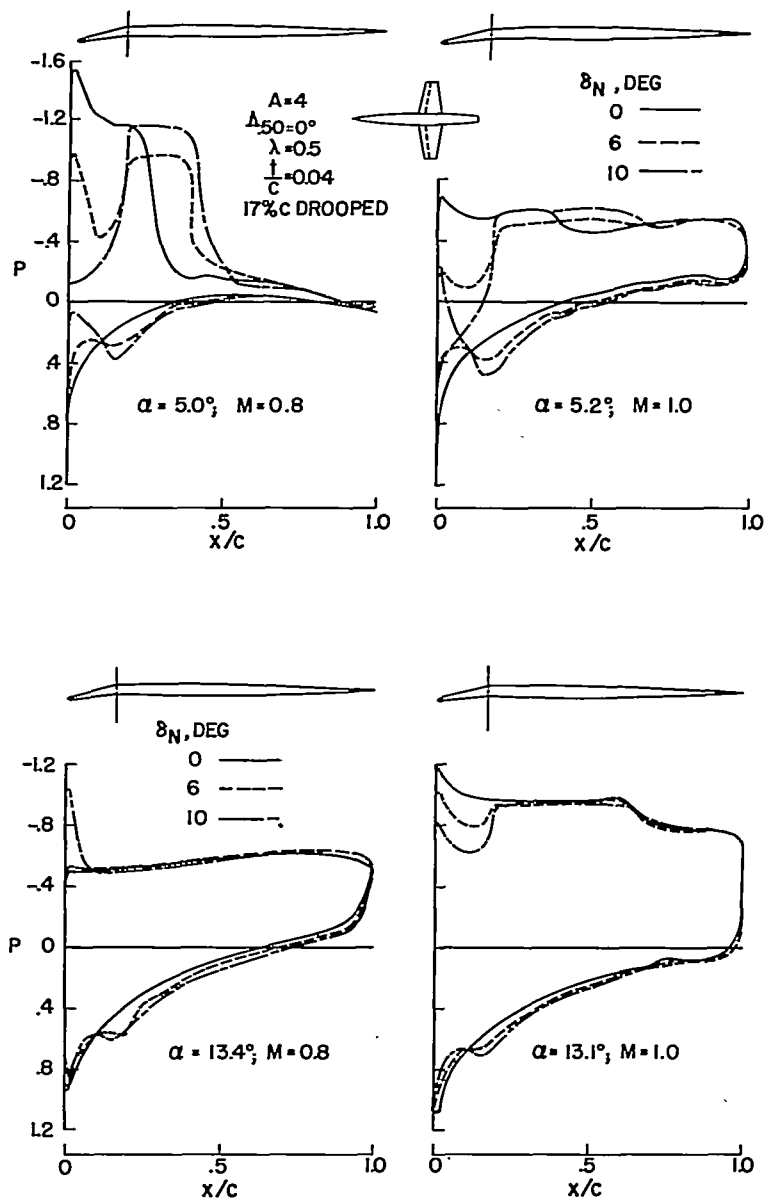 -1.6
-1.2
-.8
-.4
P
0
.4
.8
1.2
0
.5
1.0
x/c
A=4
Λ.50=0°
λ=0.5
t/c=0.04
17%C DROOPED
α = 5.0°; M=0.8
δN, DEG
0
6
10
α = 5.2°; M=1.0
0
.5
1.0
x/c
δN, DEG
0
6
10
-1.2
-.8
-.4
P
0
.4
.8
1.2
α = 13.4°; M=0.8
0
.5
1.0
x/c
α = 13.1°; M=1.0
0
.5
1.0
x/c